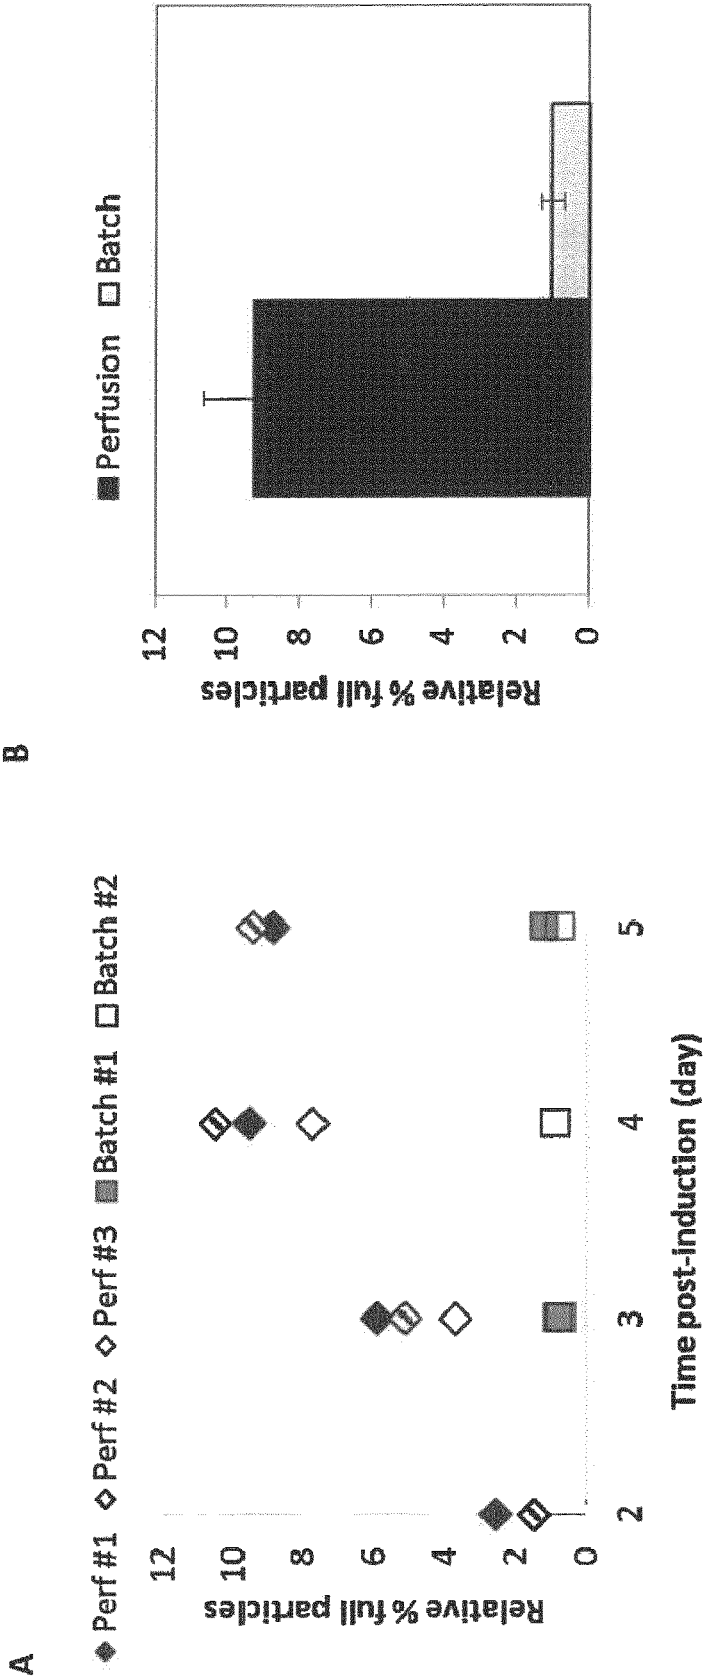 A
Perf #1 Perf #2 Perf #3 Batch #1 Batch #2
Relative % full particles
12
10
8
6
4
2
0
2 3 4 5
Time post-induction (day)
B
Perfusion Batch
Relative % full particles
12
10
8
6
4
2
0